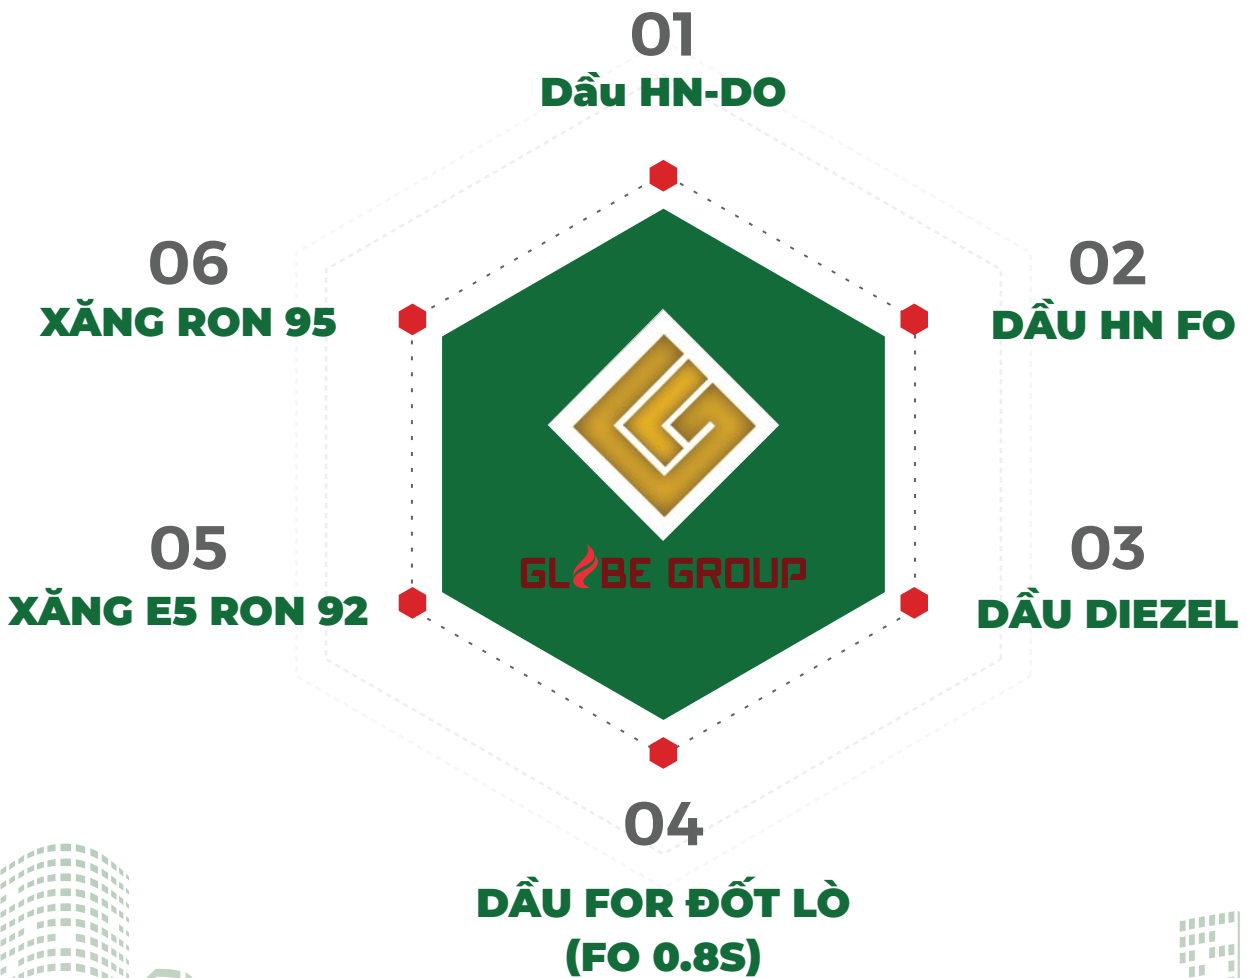 01
Dầu HN-DO
02
DẦU HN FO
03
DẦU DIEZEL
04
DẦU FOR ĐỐT LÒ
(FO 0.8S)
05
XĂNG E5 RON 92
06
XĂNG RON 95
GLOBE GROUP